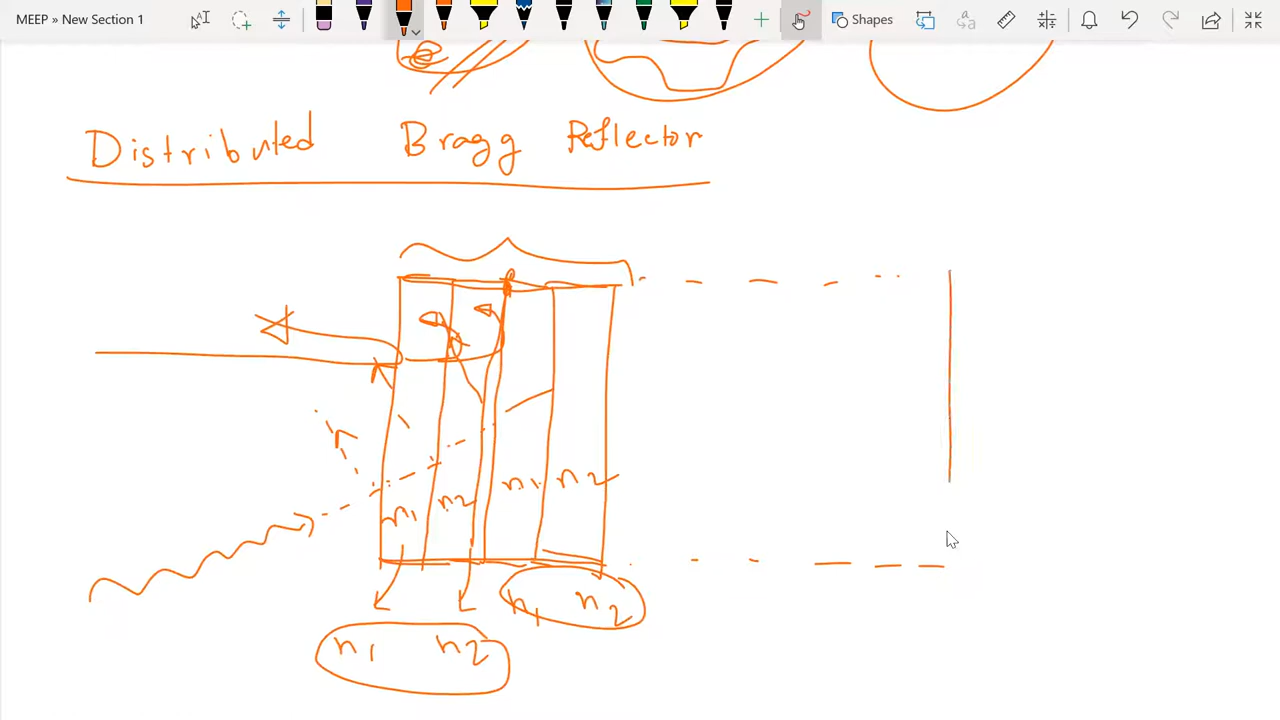 MEEP » New Section 1
Shapes
Distributed Bragg Reflector
n1 n2 n1 n2
n1 n2
n1 n2